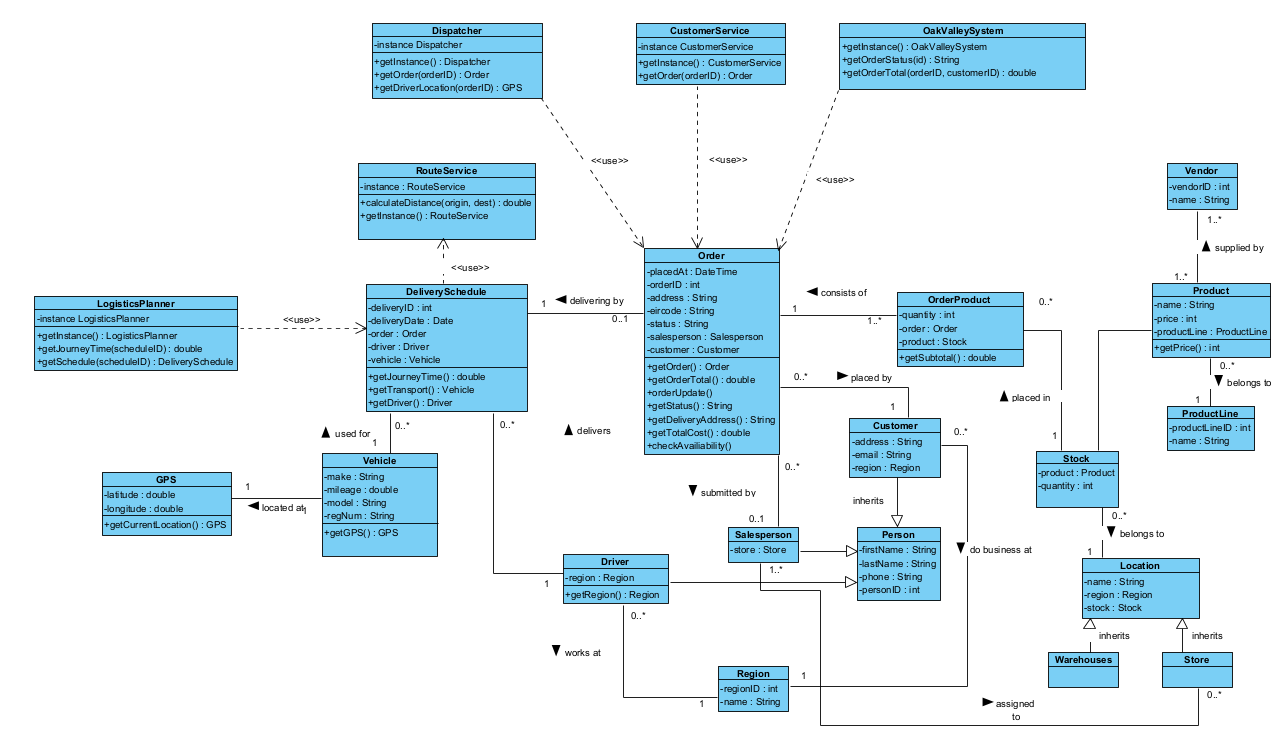 Dispatcher
-instance Dispatcher
+getInstance() : Dispatcher
+getOrder(orderID) : Order
+getDriverLocation(orderID) : GPS
CustomerService
-instance CustomerService
+getInstance() : CustomerService
+getOrder(orderID) : Order
OakValleySystem
+getInstance() : OakValleySystem
+getOrderStatus(id) : String
+getOrderTotal(orderID, customerID) : double
<<use>>
<<use>>
<<use>>
RouteService
-instance : RouteService
+calculateDistance(origin, dest) : double
+getInstance() : RouteService
<<use>>
Vendor
-vendorID : int
-name : String
1..*
supplied by
1..*
LogisticsPlanner
-instance LogisticsPlanner
+getInstance() : LogisticsPlanner
+getJourneyTime(scheduleID) : double
+getSchedule(scheduleID) : DeliverySchedule
<<use>>
DeliverySchedule
-deliveryID : int
-deliveryDate : Date
-order : Order
-driver : Driver
-vehicle : Vehicle
+getJourneyTime() : double
+getTransport() : Vehicle
+getDriver() : Driver
1
delivering by
0..1
Order
-placedAt : DateTime
-orderID : int
-address : String
-eircode : String
-status : String
-salesperson : Salesperson
-customer : Customer
+getOrder() : Order
+getOrderTotal() : double
+orderUpdate()
+getStatus() : String
+getDeliveryAddress() : String
+getTotalCost() : double
+checkAvailiability()
consists of
1
1..*
OrderProduct
-quantity : int
-order : Order
-product : Stock
+getSubtotal() : double
0..*
Product
-name : String
-price : int
-productLine : ProductLine
+getPrice() : int
0..*
belongs to
1
ProductLine
-productLineID : int
-name : String
0..*
placed by
1
placed in
1
0..*
used for
1
0..*
delivers
Customer
-address : String
-email : String
-region : Region
0..*
inherits
Vehicle
-make : String
-mileage : double
-model : String
-regNum : String
+getGPS() : GPS
GPS
-latitude : double
-longitude : double
+getCurrentLocation() : GPS
1
located at
1
Stock
-product : Product
-quantity : int
0..*
belongs to
1
0..*
submitted by
0..1
Salesperson
-store : Store
1..*
Person
-firstName : String
-lastName : String
-phone : String
-personID : int
do business at
Driver
-region : Region
+getRegion() : Region
1
0..*
works at
1
Location
-name : String
-region : Region
-stock : Stock
inherits
inherits
Warehouses
Store
0..*
Region
-regionID : int
-name : String
1
assigned
to